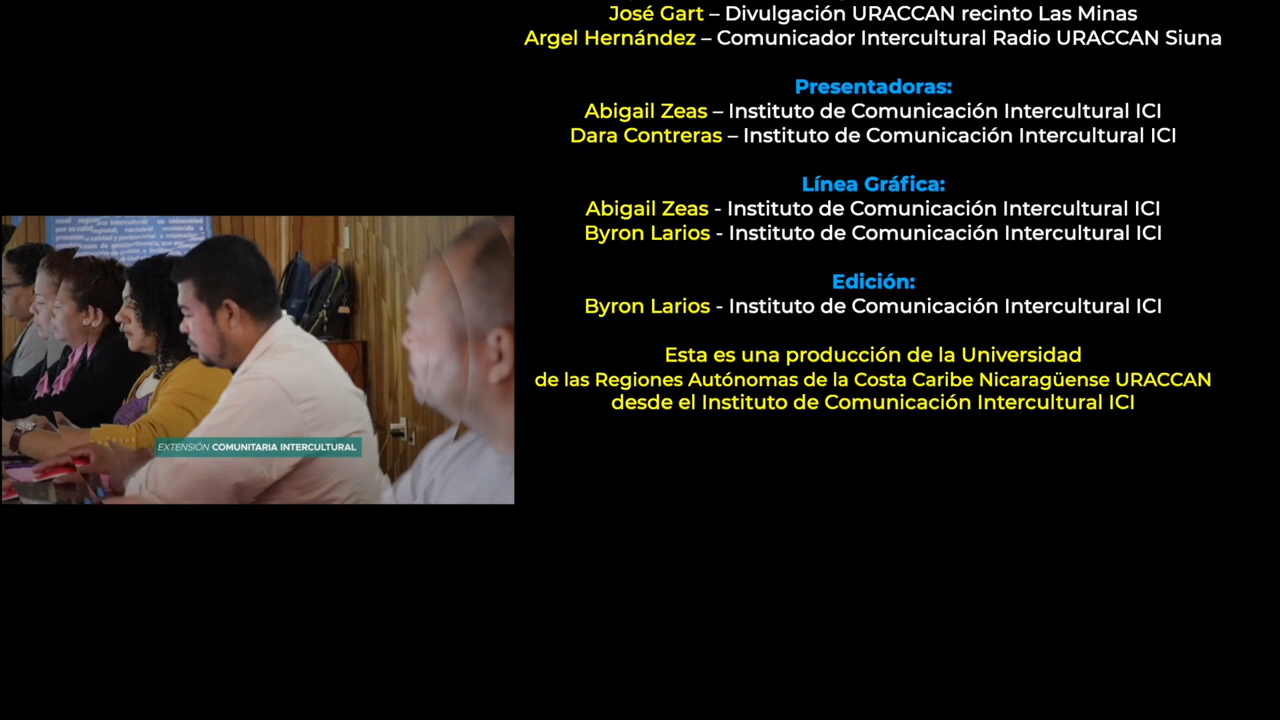 José Gart – Divulgación URACCAN recinto Las Minas
Argel Hernández – Comunicador Intercultural Radio URACCAN Siuna
Presentadoras:
Abigail Zeas – Instituto de Comunicación Intercultural ICI
Dara Contreras – Instituto de Comunicación Intercultural ICI
Línea Gráfica:
Abigail Zeas - Instituto de Comunicación Intercultural ICI
Byron Larios - Instituto de Comunicación Intercultural ICI
Edición:
Byron Larios - Instituto de Comunicación Intercultural ICI
Esta es una producción de la Universidad
de las Regiones Autónomas de la Costa Caribe Nicaragüense URACCAN
desde el Instituto de Comunicación Intercultural ICI
EXTENSIÓN COMUNITARIA INTERCULTURAL